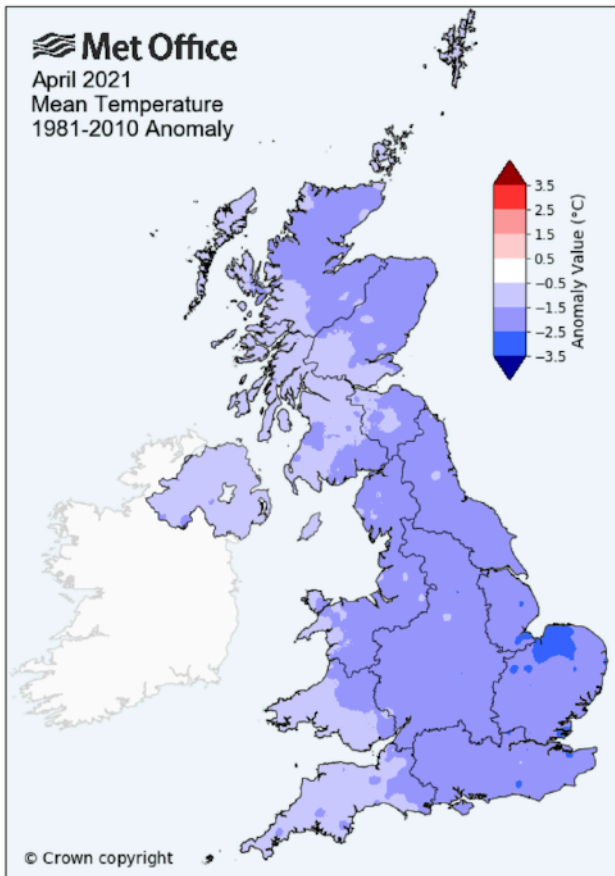 Met Office
April 2021
Mean Temperature
1981-2010 Anomaly
3.5
2.5
1.5
0.5
−0.5
−1.5
−2.5
−3.5
Anomaly Value (°C)
© Crown copyright